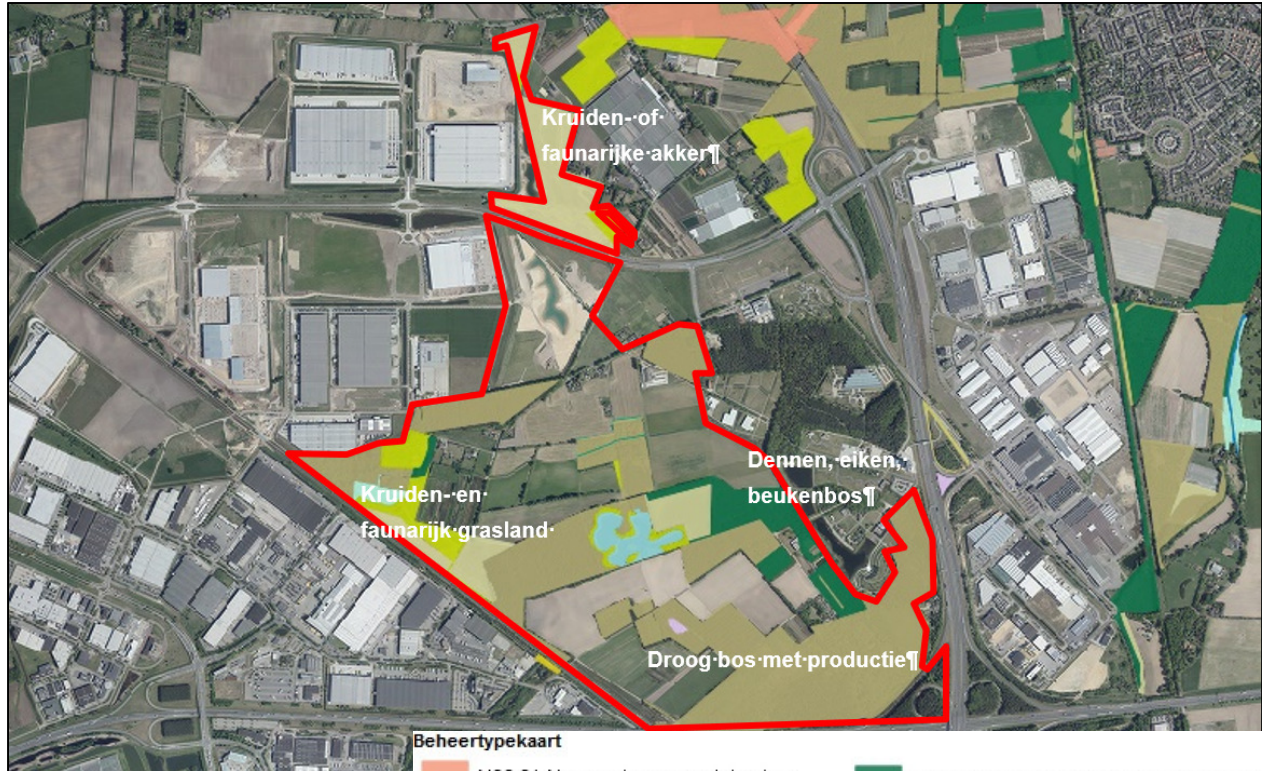 Kruiden-·of·
faunarijke·akker¶
Dennen,·eiken,·
beukenbos¶
Kruiden-·en·
faunarijk·grasland·
Droog·bos·met·productie¶
Beheertypekaart